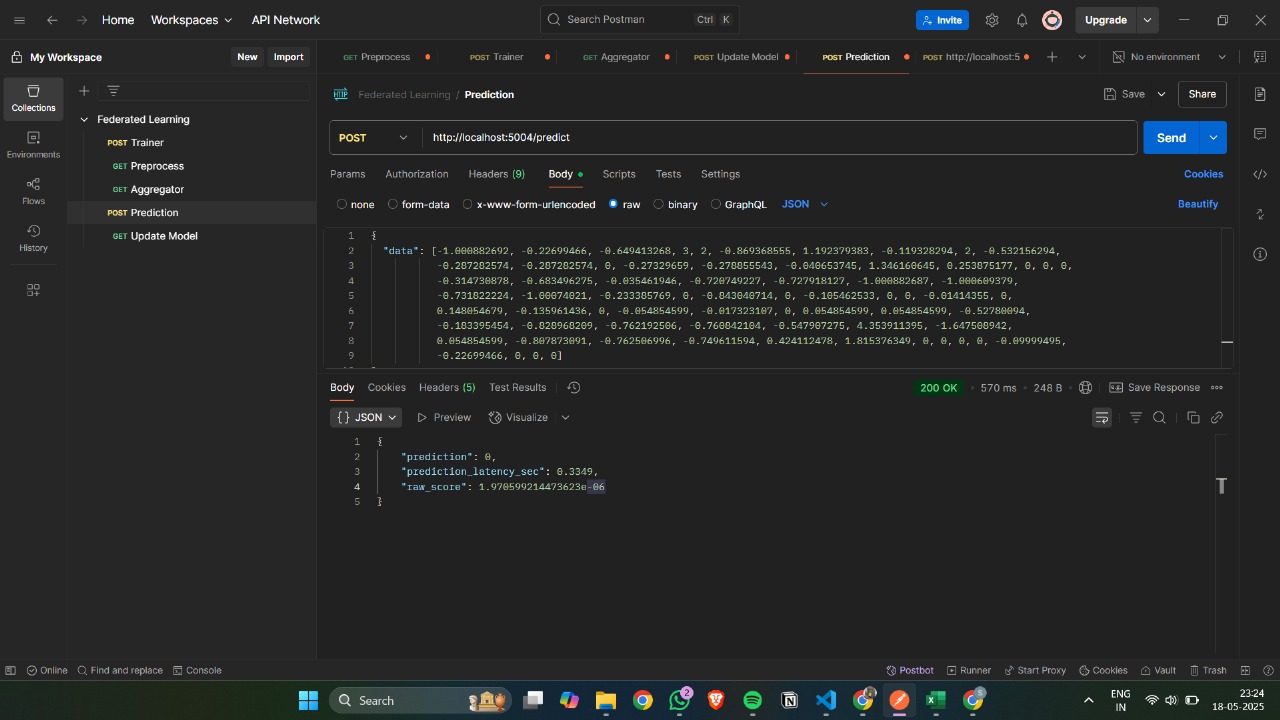 Home Workspaces API Network Search Postman Ctrl K Invite Upgrade
My Workspace New Import GET Preprocess POST Trainer GET Aggregator POST Update Model POST Prediction POST http://localhost:5 No environment
Collections
Environments
Flows
History
Federated Learning
POST Trainer
GET Preprocess
GET Aggregator
POST Prediction
GET Update Model
HTTP Federated Learning / Prediction Save Share
POST http://localhost:5004/predict Send
Params Authorization Headers (9) Body Scripts Tests Settings Cookies
none form-data x-www-form-urlencoded raw binary GraphQL JSON Beautify
1 {
2 "data": [-1.000882692, -0.22699466, -0.649413268, 3, 2, -0.869368555, 1.192379383, -0.119328294, 2, -0.532156294,
3 -0.287282574, -0.287282574, 0, -0.27329659, -0.278855543, -0.040653745, 1.346160645, 0.253875177, 0, 0, 0,
4 -0.314730878, -0.683496275, -0.035461946, -0.720749227, -0.727918127, -1.000882687, -1.000609379,
5 -0.731822224, -1.00074021, -0.233385769, 0, -0.843040714, 0, -0.105462533, 0, 0, -0.01414355, 0,
6 0.148054679, -0.135961436, 0, -0.054854599, -0.017323107, 0, 0.054854599, 0.054854599, -0.52780094,
7 -0.183395454, -0.828968209, -0.762192506, -0.760842104, -0.547907275, 4.353911395, -1.647508942,
8 0.054854599, -0.807873091, -0.762506996, -0.749611594, 0.424112478, 1.815376349, 0, 0, 0, 0, -0.09999495,
9 -0.22699466, 0, 0, 0]
Body Cookies Headers (5) Test Results 200 OK 570 ms 248 B Save Response
{} JSON Preview Visualize
1 {
2 "prediction": 0,
3 "prediction_latency_sec": 0.3349,
4 "raw_score": 1.970599214473623e-06
5 }
Online Find and replace Console Postbot Runner Start Proxy Cookies Vault Trash
Search 2 ENG IN 23:24
18-05-2025